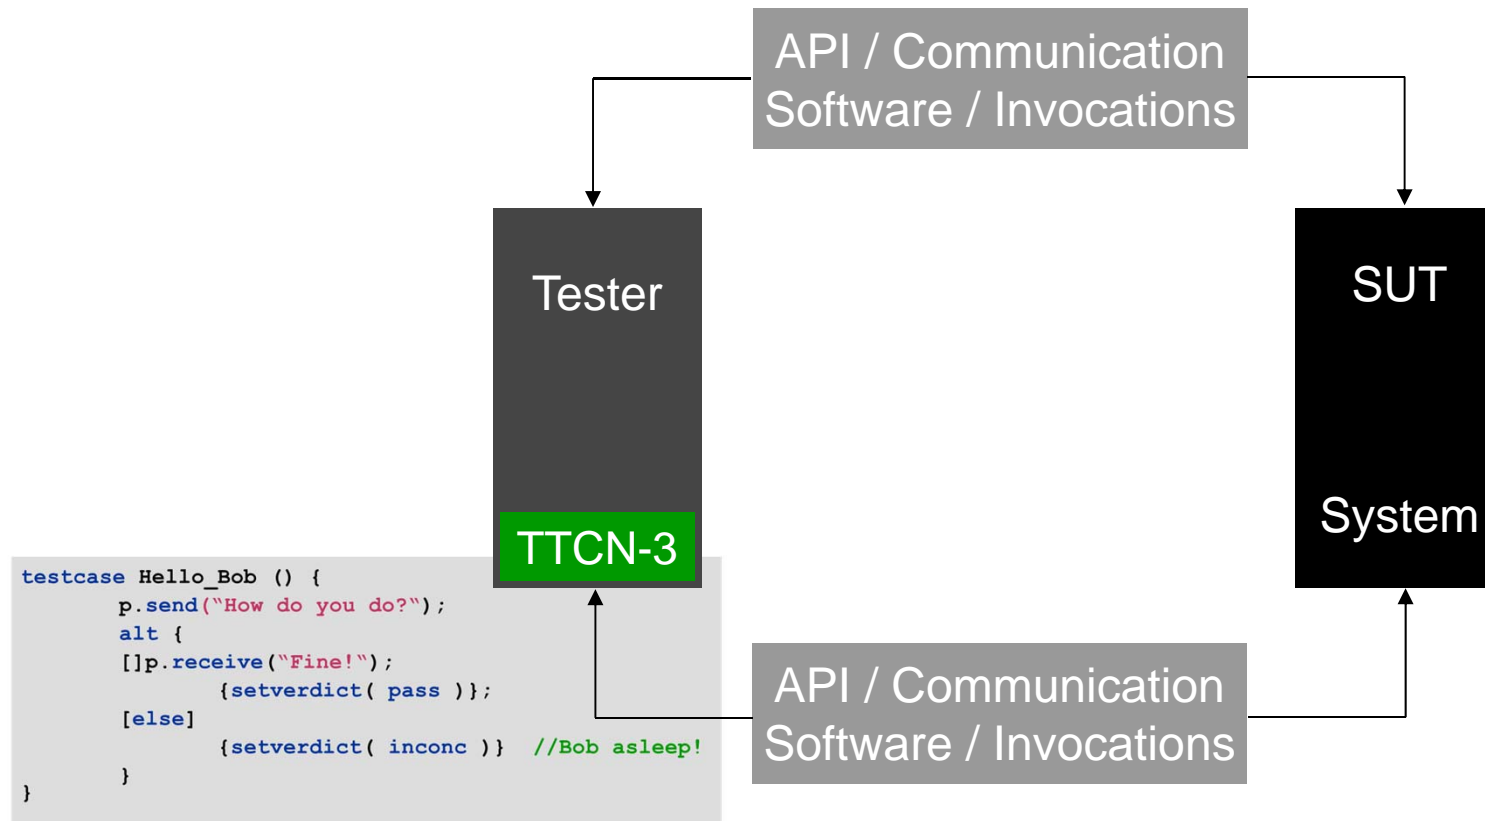 API / Communication
Software / Invocations
Tester
SUT
System
TTCN-3
testcase Hello_Bob () {
p.send(‟How do you do?‟);
alt {
[]p.receive(‟Fine!‟);
{setverdict( pass )};
[else]
{setverdict( inconc )} //Bob asleep!
}
}
API / Communication
Software / Invocations